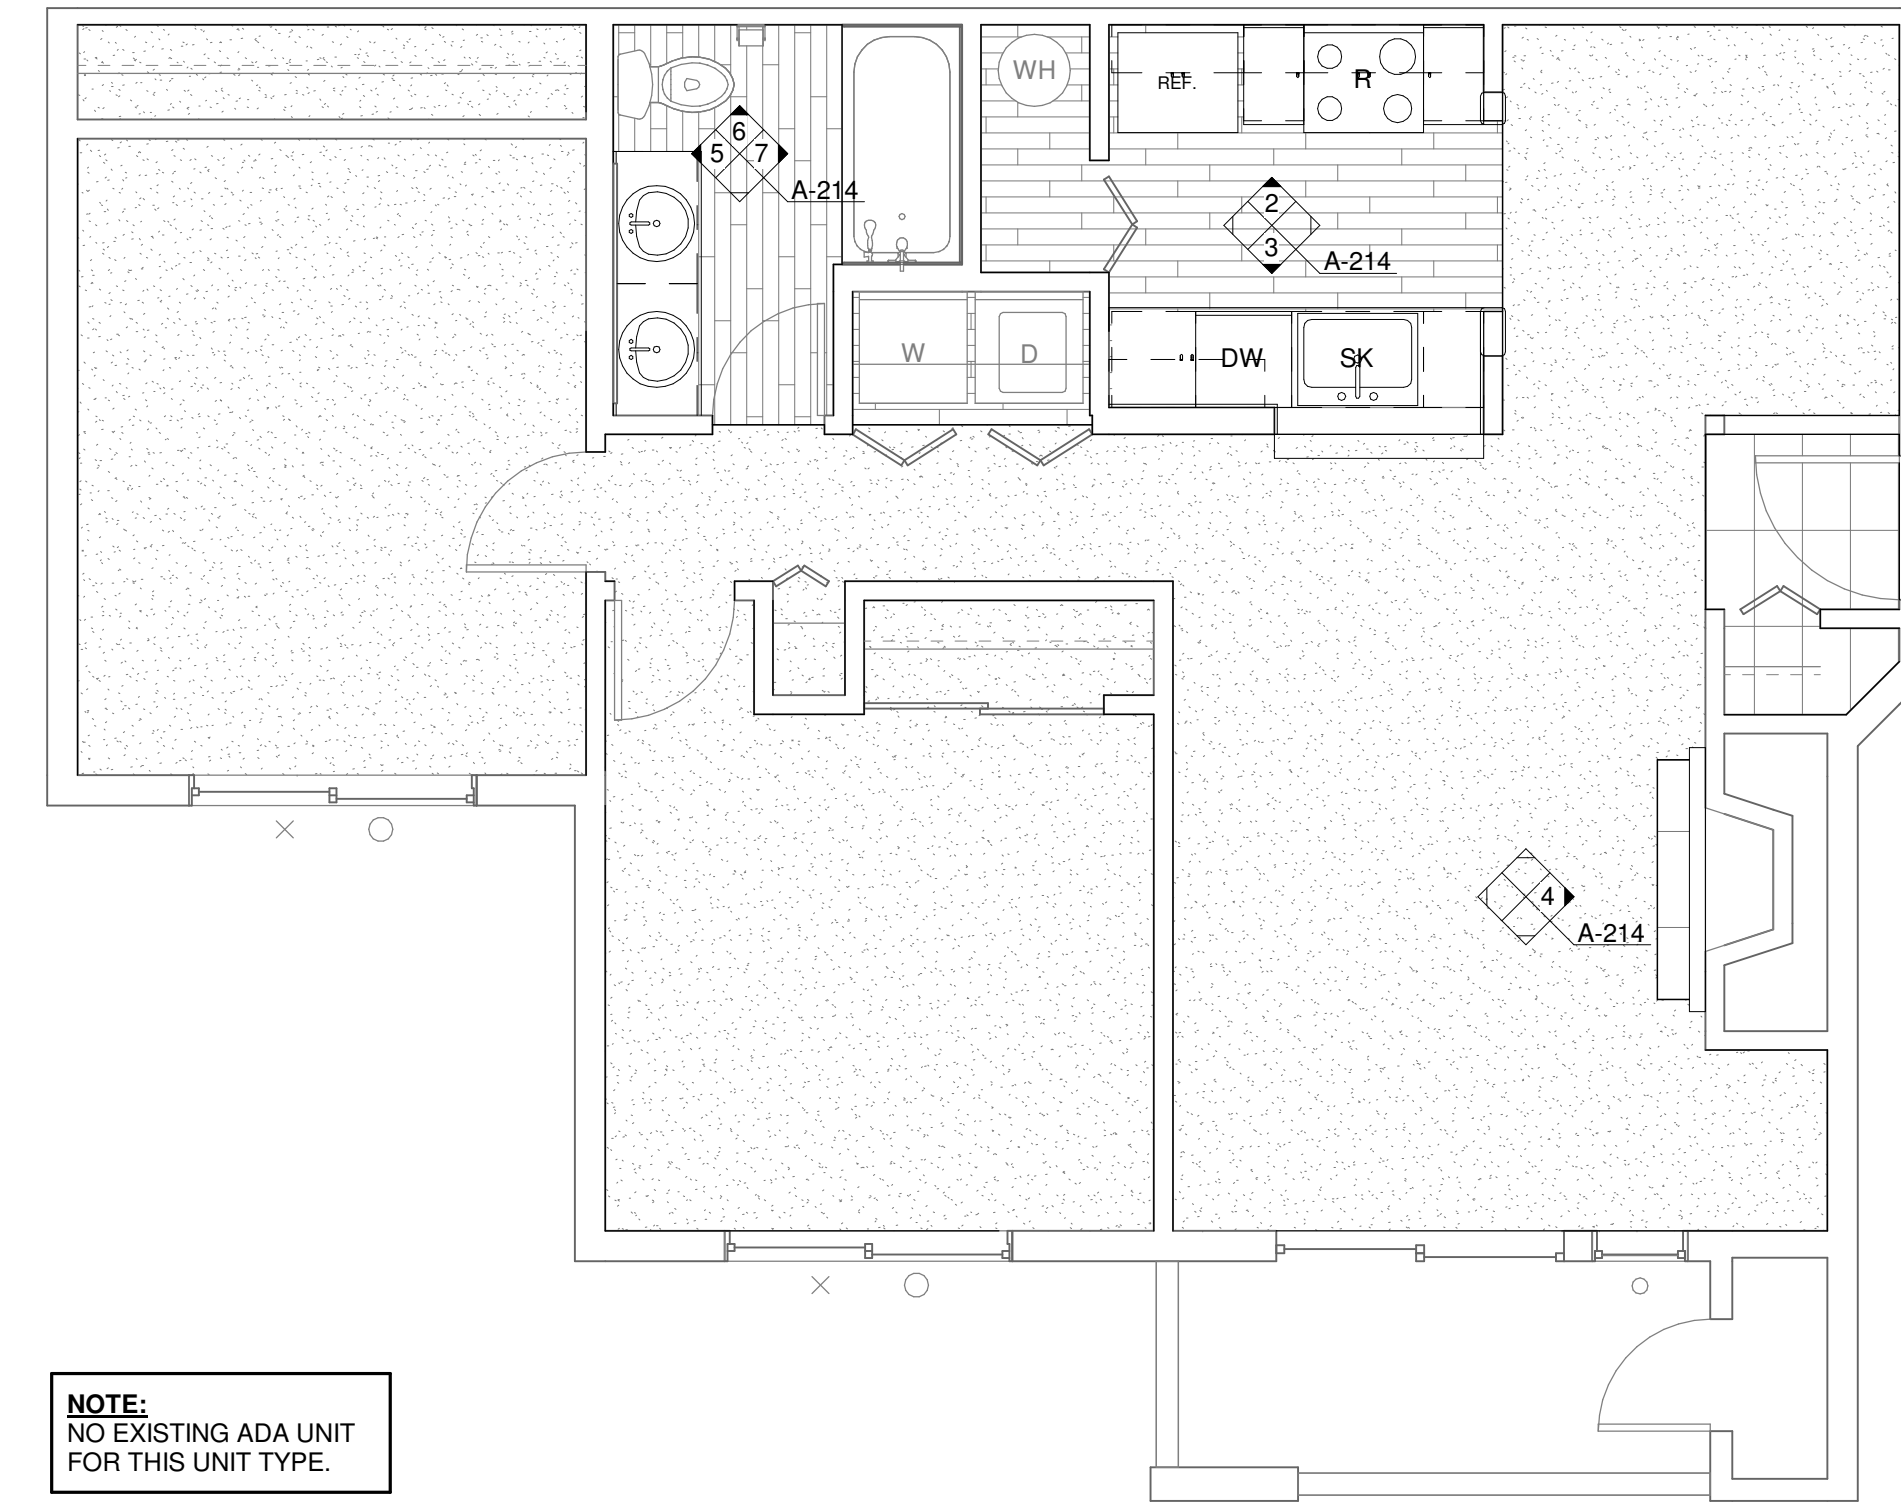 WH
REF.
R
6
5 7
A-214
2
3
A-214
W
D
DW
SK
4
A-214
NOTE:
NO EXISTING ADA UNIT
FOR THIS UNIT TYPE.